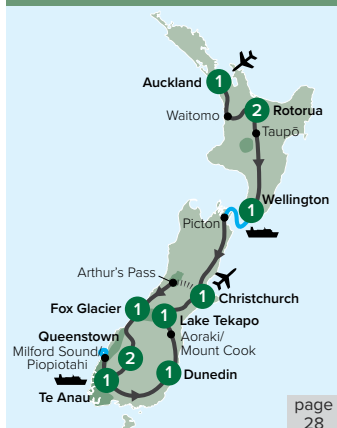 1
Auckland
Waitomo
2 Rotorua
Taupō
Wellington
1
Picton
Arthur's Pass
1 Christchurch
Fox Glacier 1
1 Lake Tekapo
Aoraki/
Mount Cook
Queenstown
2
Milford Sound/
Piopiotahi
1
Te Anau
1 Dunedin
page
28